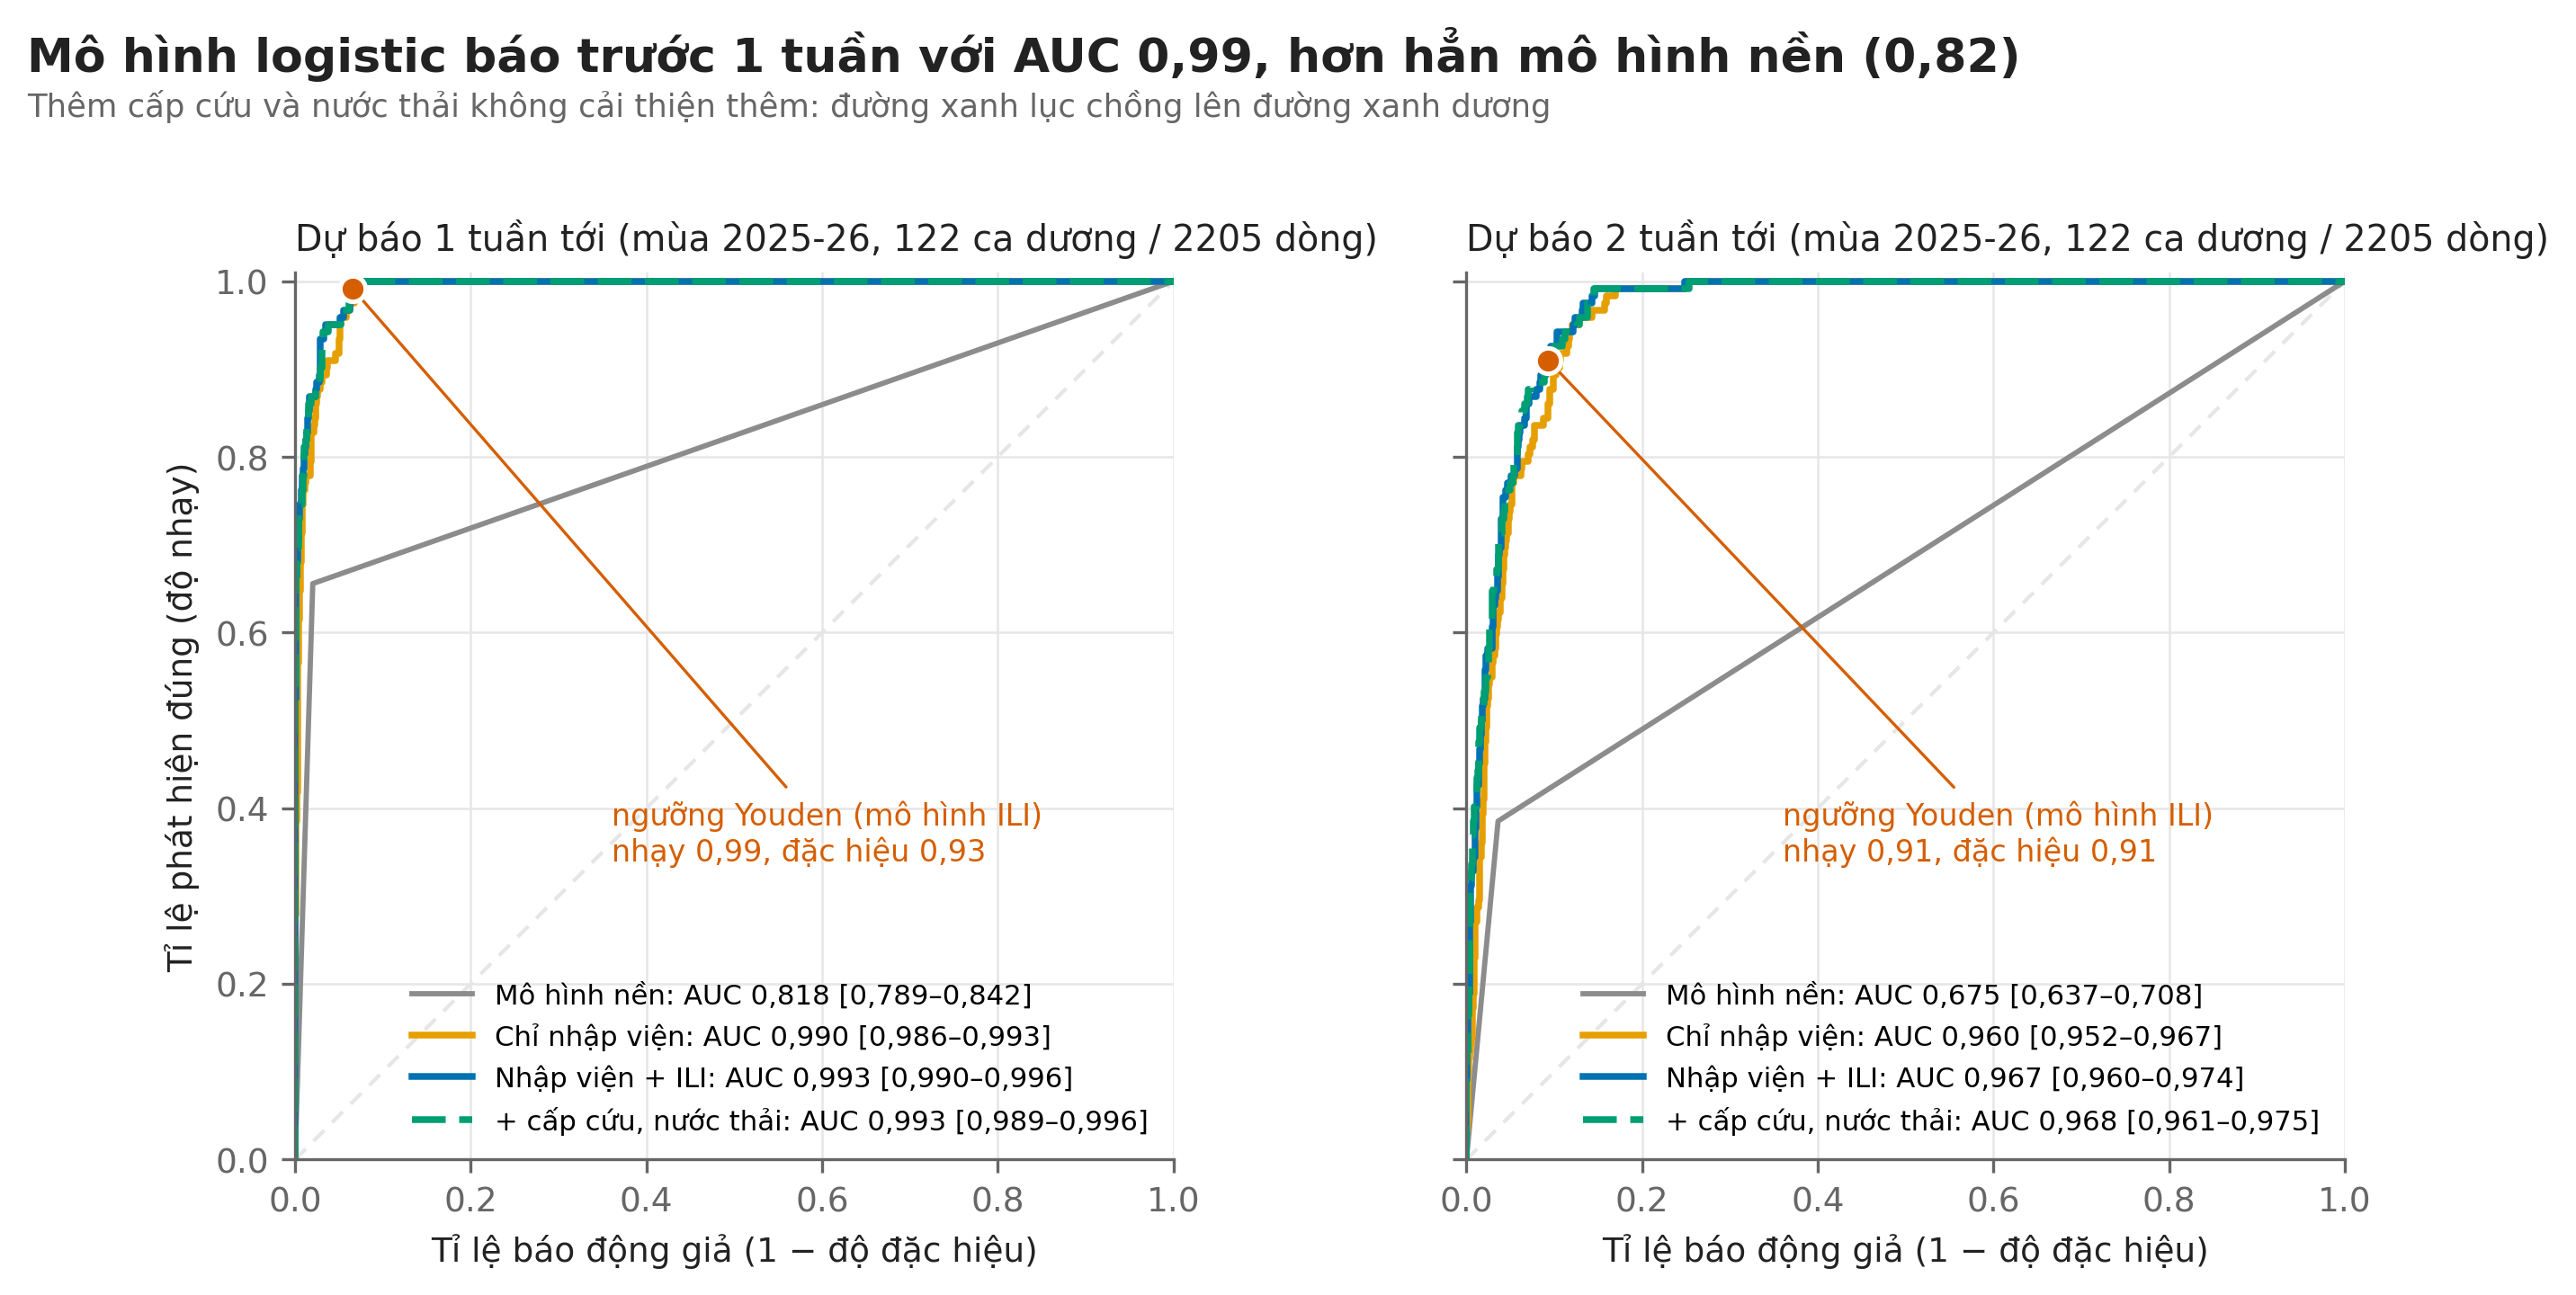 Mô hình logistic báo trước 1 tuần với AUC 0,99, hơn hẳn mô hình nền (0,82)
Thêm cấp cứu và nước thải không cải thiện thêm: đường xanh lục chồng lên đường xanh dương
Dự báo 1 tuần tới (mùa 2025-26, 122 ca dương / 2205 dòng)
Tỉ lệ phát hiện đúng (độ nhạy)
1.0
0.8
0.6
0.4
0.2
0.0
ngưỡng Youden (mô hình ILI)
nhạy 0,99, đặc hiệu 0,93
Mô hình nền: AUC 0,818 [0,789–0,842]
Chỉ nhập viện: AUC 0,990 [0,986–0,993]
Nhập viện + ILI: AUC 0,993 [0,990–0,996]
+ cấp cứu, nước thải: AUC 0,993 [0,989–0,996]
0.0 0.2 0.4 0.6 0.8 1.0
Tỉ lệ báo động giả (1 − độ đặc hiệu)
Dự báo 2 tuần tới (mùa 2025-26, 122 ca dương / 2205 dòng)
ngưỡng Youden (mô hình ILI)
nhạy 0,91, đặc hiệu 0,91
Mô hình nền: AUC 0,675 [0,637–0,708]
Chỉ nhập viện: AUC 0,960 [0,952–0,967]
Nhập viện + ILI: AUC 0,967 [0,960–0,974]
+ cấp cứu, nước thải: AUC 0,968 [0,961–0,975]
0.0 0.2 0.4 0.6 0.8 1.0
Tỉ lệ báo động giả (1 − độ đặc hiệu)